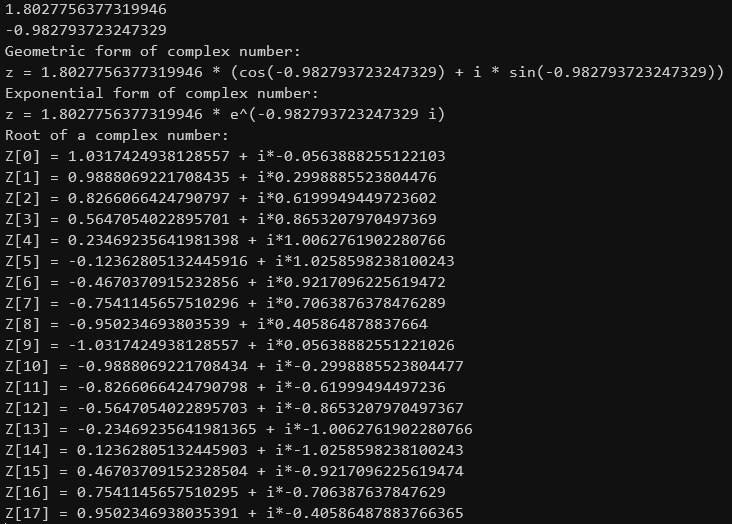 1.8027756377319946
-0.982793723247329
Geometric form of complex number:
z = 1.8027756377319946 * (cos(-0.982793723247329) + i * sin(-0.982793723247329))
Exponential form of complex number:
z = 1.8027756377319946 * e^(-0.982793723247329 i)
Root of a complex number:
Z[0] = 1.0317424938128557 + i*-0.0563888255122103
Z[1] = 0.9888069221708435 + i*0.2998885523804476
Z[2] = 0.8266066424790797 + i*0.6199949449723602
Z[3] = 0.5647054022895701 + i*0.8653207970497369
Z[4] = 0.23469235641981398 + i*1.0062761902280766
Z[5] = -0.12362805132445916 + i*1.0258598238100243
Z[6] = -0.4670370915232856 + i*0.9217096225619472
Z[7] = -0.7541145657510296 + i*0.7063876378476289
Z[8] = -0.950234693803539 + i*0.405864878837664
Z[9] = -1.0317424938128557 + i*0.05638882551221026
Z[10] = -0.9888069221708434 + i*-0.2998885523804477
Z[11] = -0.8266066424790798 + i*-0.61999494497236
Z[12] = -0.5647054022895703 + i*-0.8653207970497367
Z[13] = -0.23469235641981365 + i*-1.0062761902280766
Z[14] = 0.12362805132445903 + i*-1.0258598238100243
Z[15] = 0.46703709152328504 + i*-0.9217096225619474
Z[16] = 0.7541145657510295 + i*-0.706387637847629
Z[17] = 0.9502346938035391 + i*-0.40586487883766365